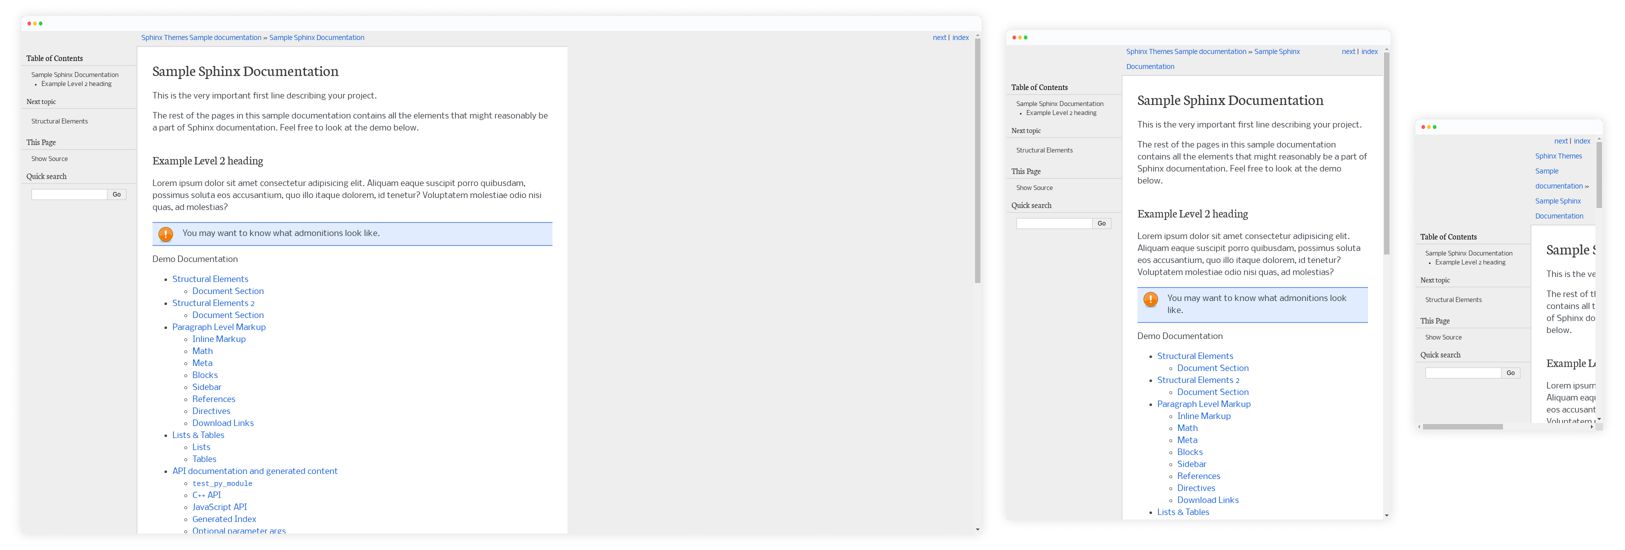 Sphinx Themes Sample documentation » Sample Sphinx Documentation
next | index
Table of Contents
Sample Sphinx Documentation
Example Level 2 heading
Next topic
Structural Elements
This Page
Show Source
Quick search
Go
Sample Sphinx Documentation
This is the very important first line describing your project.
The rest of the pages in this sample documentation contains all the elements that might reasonably be
a part of Sphinx documentation. Feel free to look at the demo below.
Example Level 2 heading
Lorem ipsum dolor sit amet consectetur adipisicing elit. Aliquam eaque suscipit porro quibusdam,
possimus soluta eos accusantium, quo illo itaque dolorem, id tenetur? Voluptatem molestiae odio nisi
quas, ad molestias?
You may want to know what admonitions look like.
Demo Documentation
Structural Elements
Document Section
Structural Elements 2
Document Section
Paragraph Level Markup
Inline Markup
Math
Meta
Blocks
Sidebar
References
Directives
Download Links
Lists & Tables
Lists
Tables
API documentation and generated content
test_py_module
C++ API
JavaScript API
Generated Index
Optional parameter args
Sphinx Themes Sample documentation » Sample Sphinx
Documentation
next | index
Table of Contents
Sample Sphinx Documentation
Example Level 2 heading
Next topic
Structural Elements
This Page
Show Source
Quick search
Go
Sample Sphinx Documentation
This is the very important first line describing your project.
The rest of the pages in this sample documentation
contains all the elements that might reasonably be a part of
Sphinx documentation. Feel free to look at the demo
below.
Example Level 2 heading
Lorem ipsum dolor sit amet consectetur adipisicing elit.
Aliquam eaque suscipit porro quibusdam, possimus soluta
eos accusantium, quo illo itaque dolorem, id tenetur?
Voluptatem molestiae odio nisi quas, ad molestias?
You may want to know what admonitions look
like.
Demo Documentation
Structural Elements
Document Section
Structural Elements 2
Document Section
Paragraph Level Markup
Inline Markup
Math
Meta
Blocks
Sidebar
References
Directives
Download Links
Lists & Tables
next | index
Sphinx Themes
Sample
documentation »
Sample Sphinx
Documentation
Table of Contents
Sample Sphinx Documentation
Example Level 2 heading
Next topic
Structural Elements
This Page
Show Source
Quick search
Go
Sample S
This is the ve
The rest of th
contains all t
of Sphinx do
below.
Example L
Lorem ipsum
Aliquam eaq
eos accusant
Voluptatem